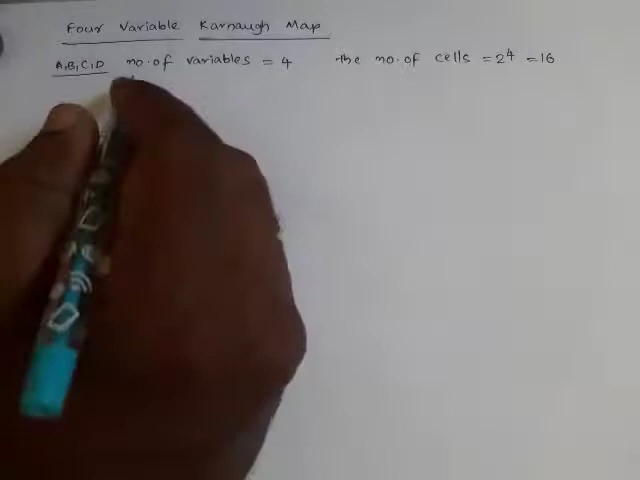 Four Variable Karnaugh Map
A,B,C,D no. of variables = 4 the no. of cells = 2⁴ = 16